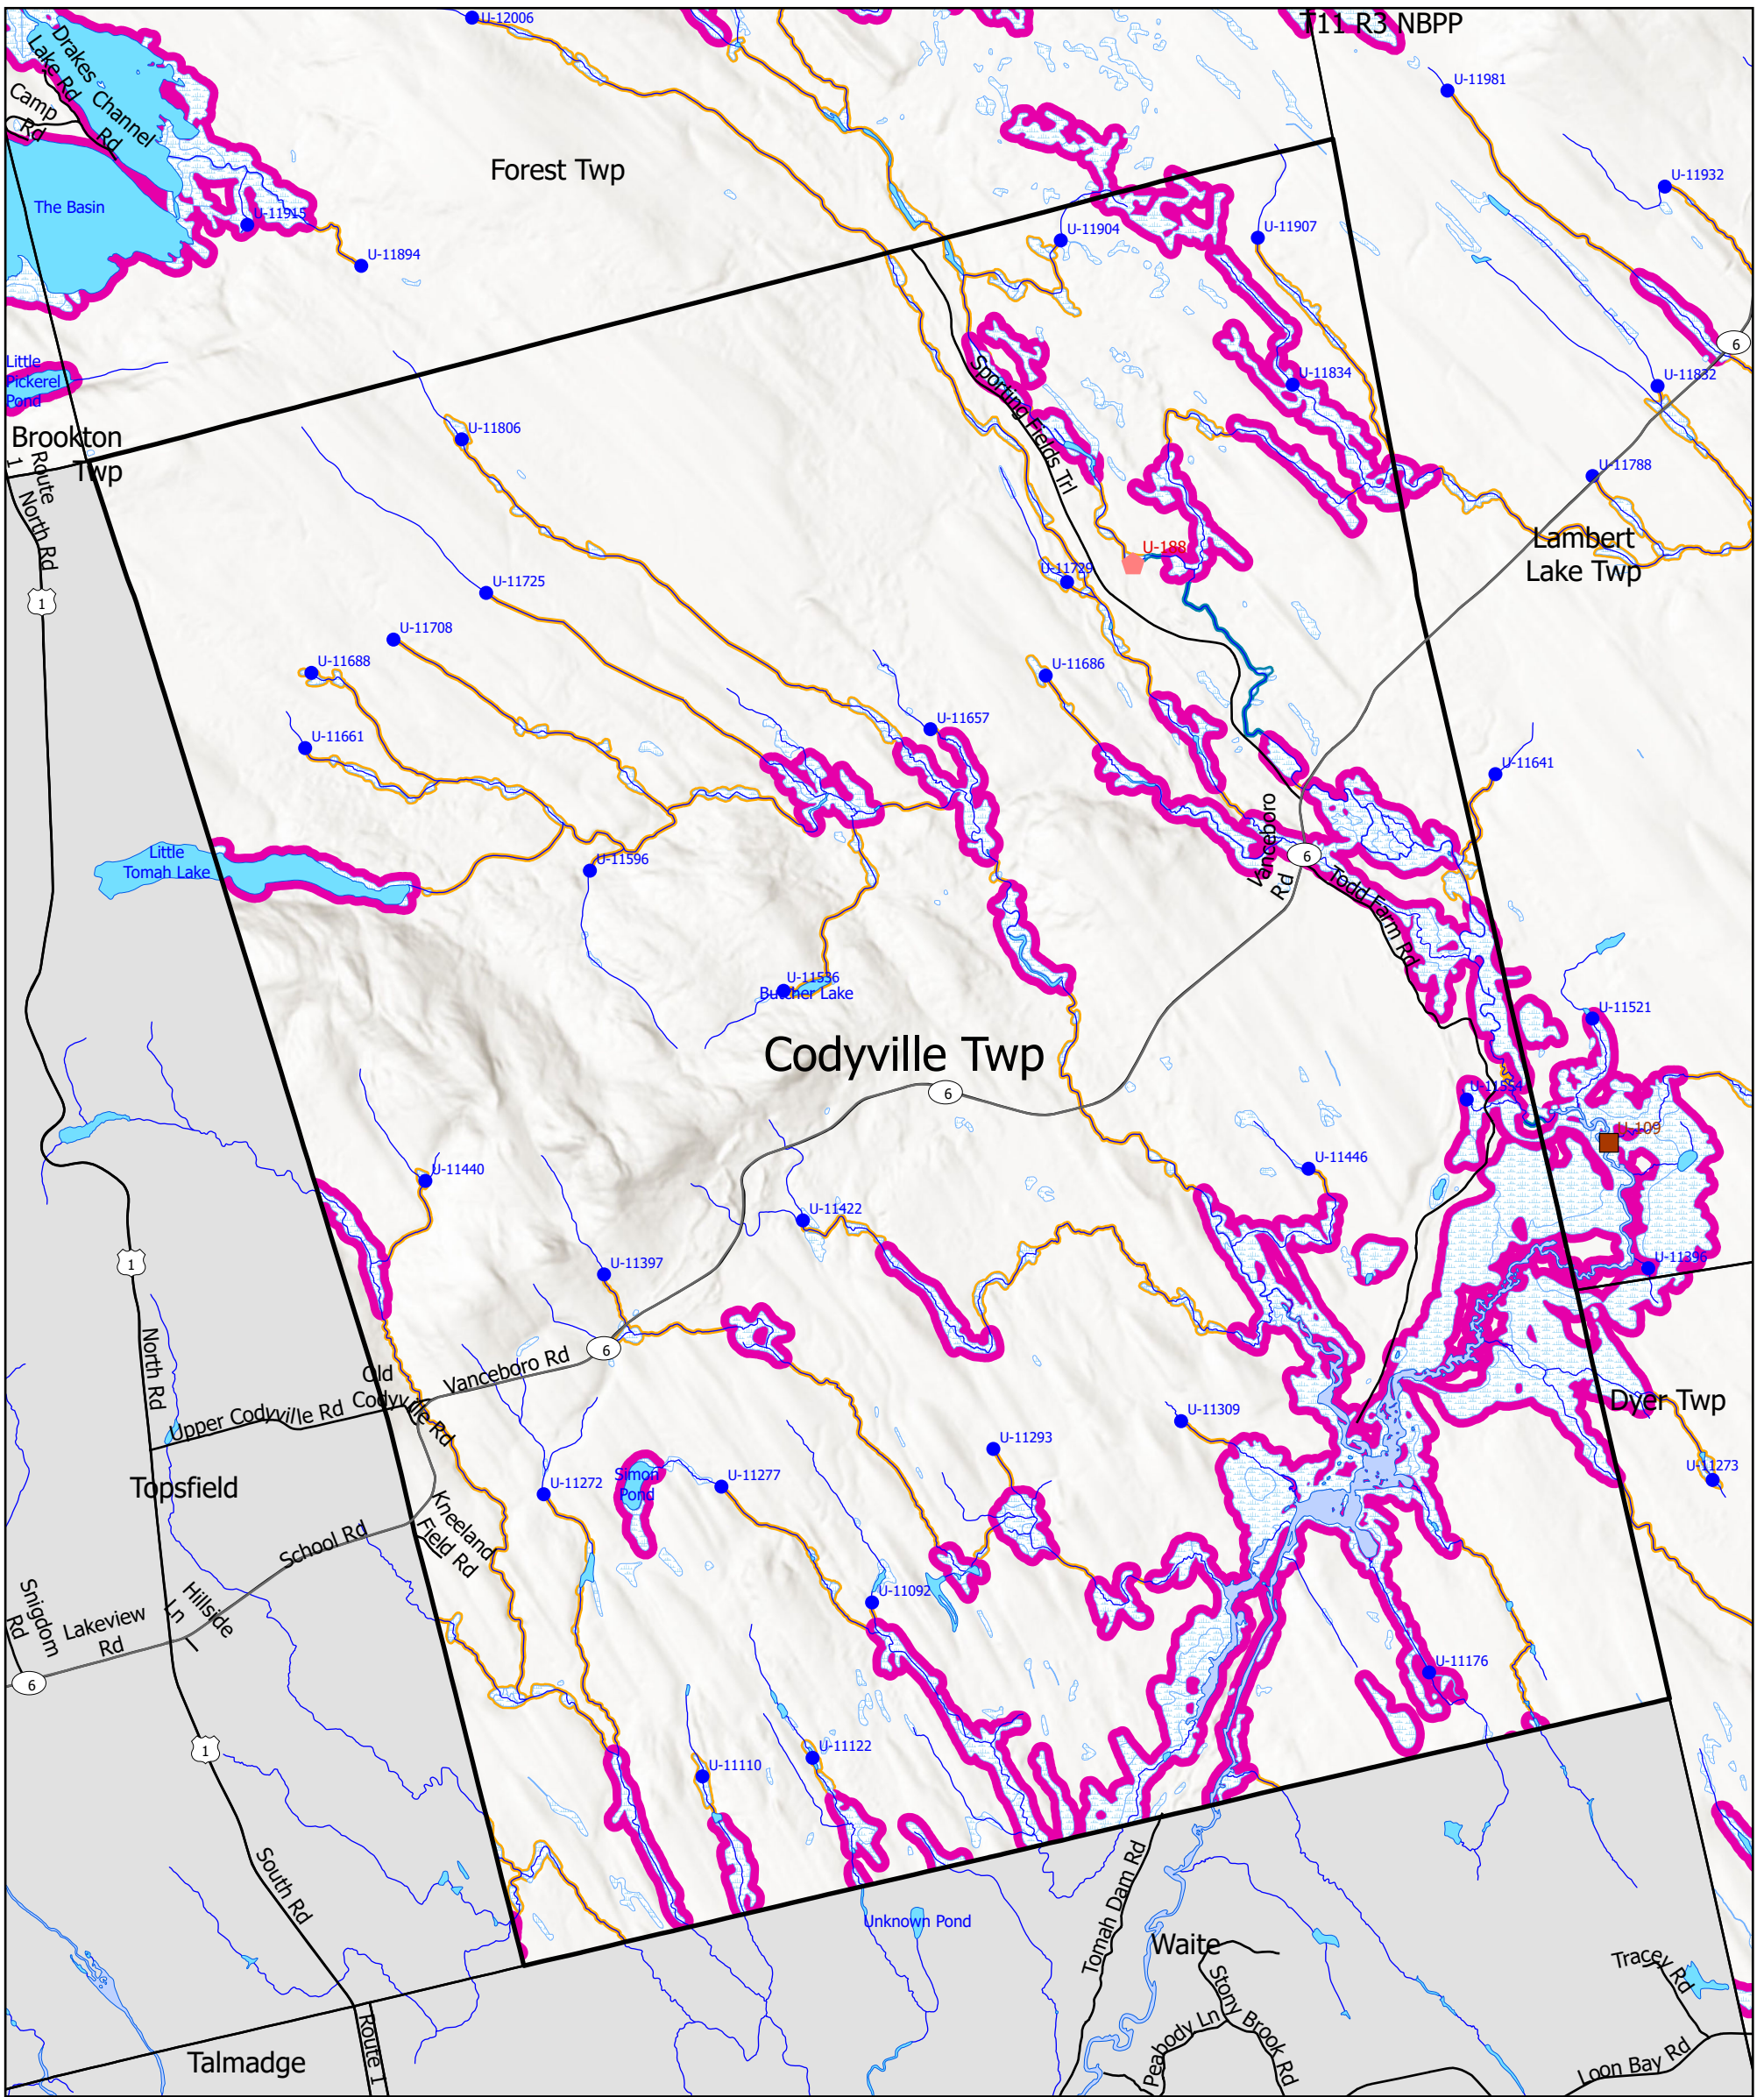 U-12006
T11 R3 NBPP
Drakes
Lake Rd
U-11981
Camp
Rd
Channel
Rd
Forest Twp
U-11932
The Basin
U-11915
U-11904
U-11907
U-11894
6
Little
Pickerel
Pond
Sporting Fields Trl
U-11834
U-11832
Brookton
Twp
U-11806
Route
1
North Rd
U-11788
Lambert
Lake Twp
U-188
U-11729
U-11725
1
U-11708
U-11688
U-11686
U-11657
U-11661
U-11641
Vanceboro
Rd
Little
Tomah Lake
U-11596
6
Todd Farm Rd
U-11536
Butcher Lake
U-11521
Codyville Twp
6
U-11554
U-109
U-11440
U-11446
U-11422
1
U-11397
U-11396
North Rd
6
Old
Codyville Rd
Vanceboro Rd
Upper Codyville Rd
Dyer Twp
U-11309
U-11293
Topsfield
Simon
Pond
U-11277
U-11272
U-11273
Kneeland
Field Rd
School Rd
Snigdom
Rd
Lakeview
Rd
Hillside
Ln
U-11092
6
U-11176
1
U-11122
U-11110
South Rd
Tomah Dam Rd
Unknown Pond
Waite
Tracey Rd
Stony Brook Rd
Peabody Ln
Route 1
Talmadge
Loon Bay Rd